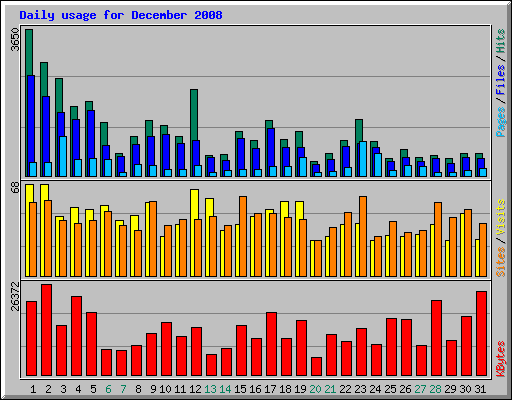 Daily usage for December 2008
3650
Pages / Files / Hits
68
Sites / Visits
26372
KBytes
1 2 3 4 5 6 7 8 9 10 11 12 13 14 15 16 17 18 19 20 21 22 23 24 25 26 27 28 29 30 31